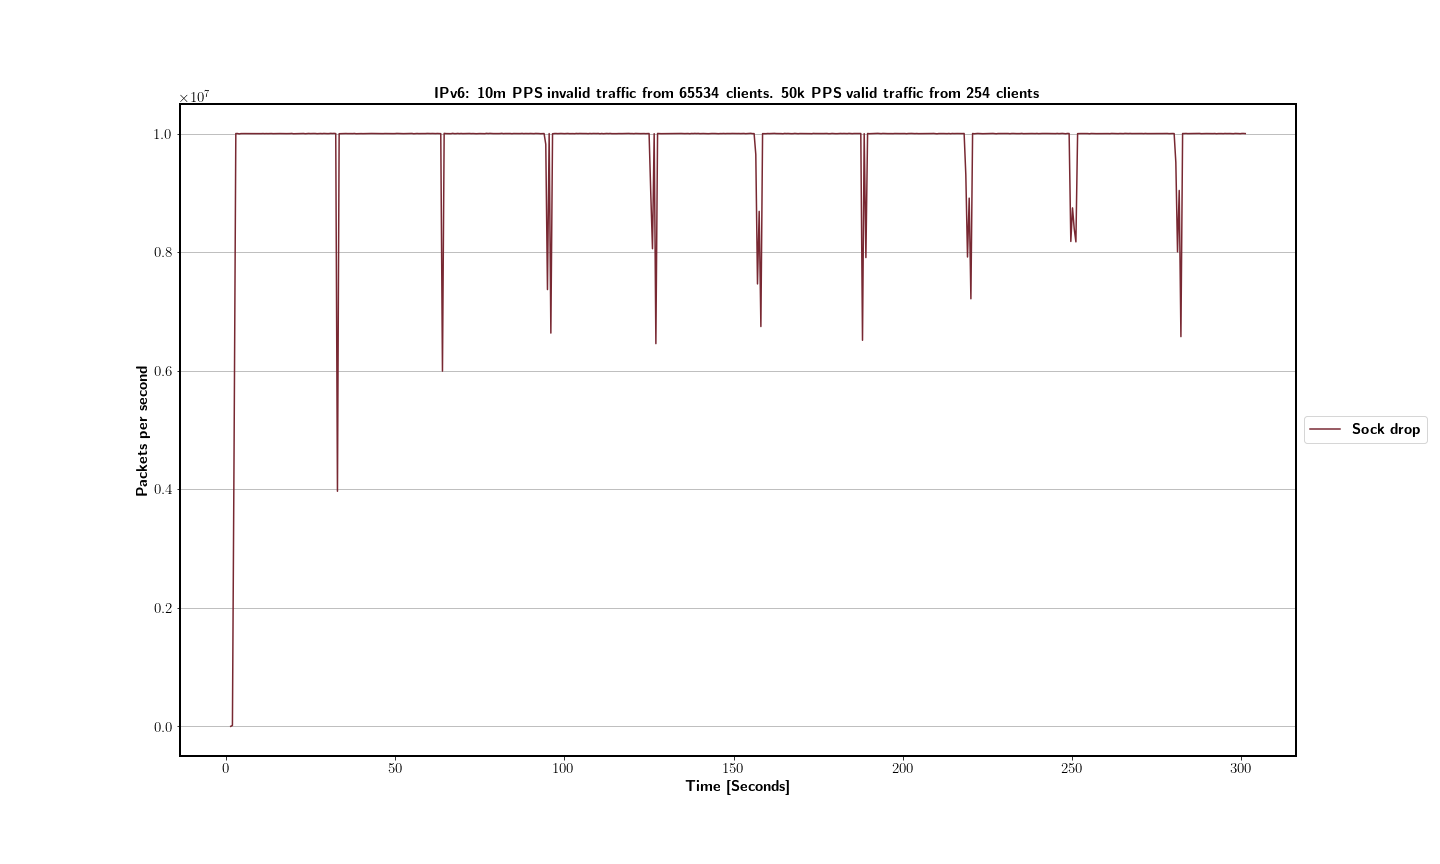 IPv6: 10m PPS invalid traffic from 65534 clients. 50k PPS valid traffic from 254 clients
×10⁷
1.0
0.8
0.6
0.4
0.2
0.0
Packets per second
0 50 100 150 200 250 300
Time [Seconds]
Sock drop